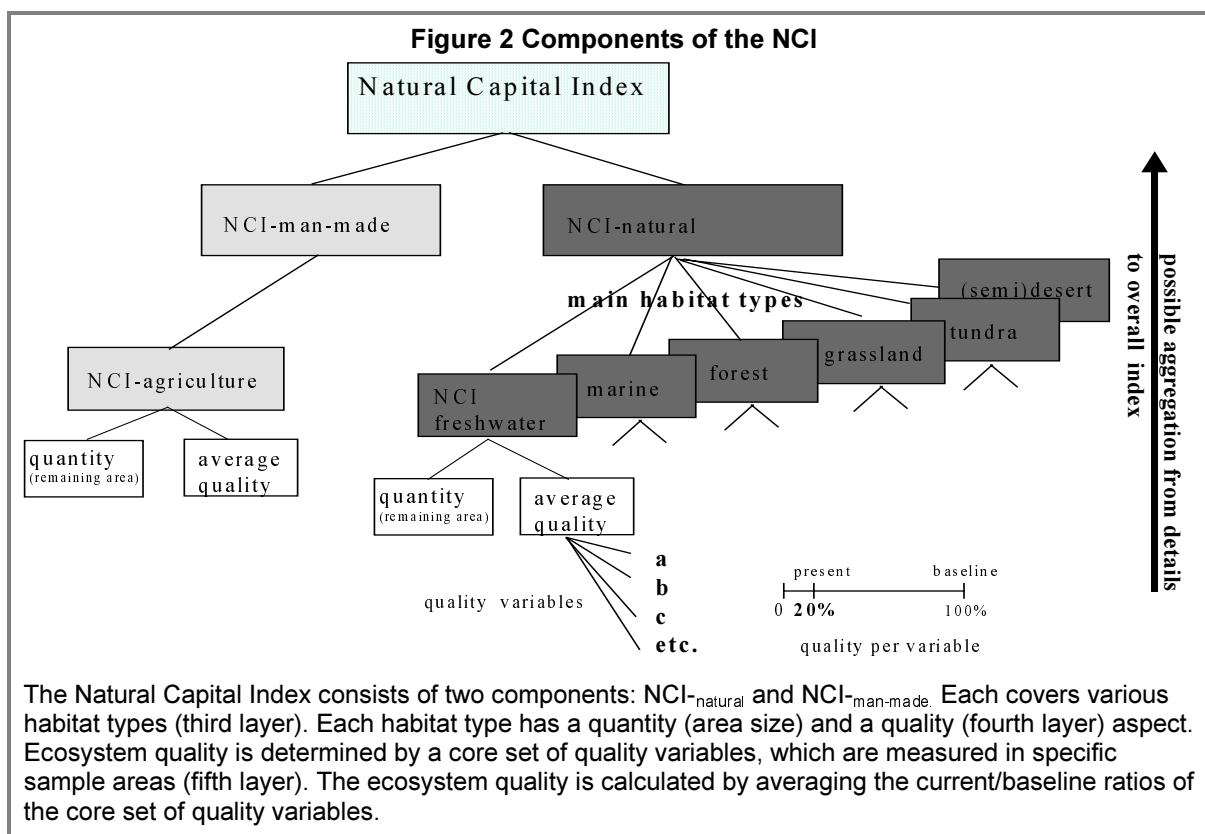 Figure 2 Components of the NCI
Natural Capital Index
NCI-man-made
NCI-natural
main habitat types
(semi)desert
tundra
grassland
forest
marine
NCI
freshwater
NCI-agriculture
quantity
(remaining area)
average
quality
quantity
(remaining area)
average
quality
quality variables
a
b
c
etc.
present
baseline
0 20%
100%
quality per variable
possible aggregation from details
to overall index
The Natural Capital Index consists of two components: NCI-natural and NCI-man-made. Each covers various
habitat types (third layer). Each habitat type has a quantity (area size) and a quality (fourth layer) aspect.
Ecosystem quality is determined by a core set of quality variables, which are measured in specific
sample areas (fifth layer). The ecosystem quality is calculated by averaging the current/baseline ratios of
the core set of quality variables.